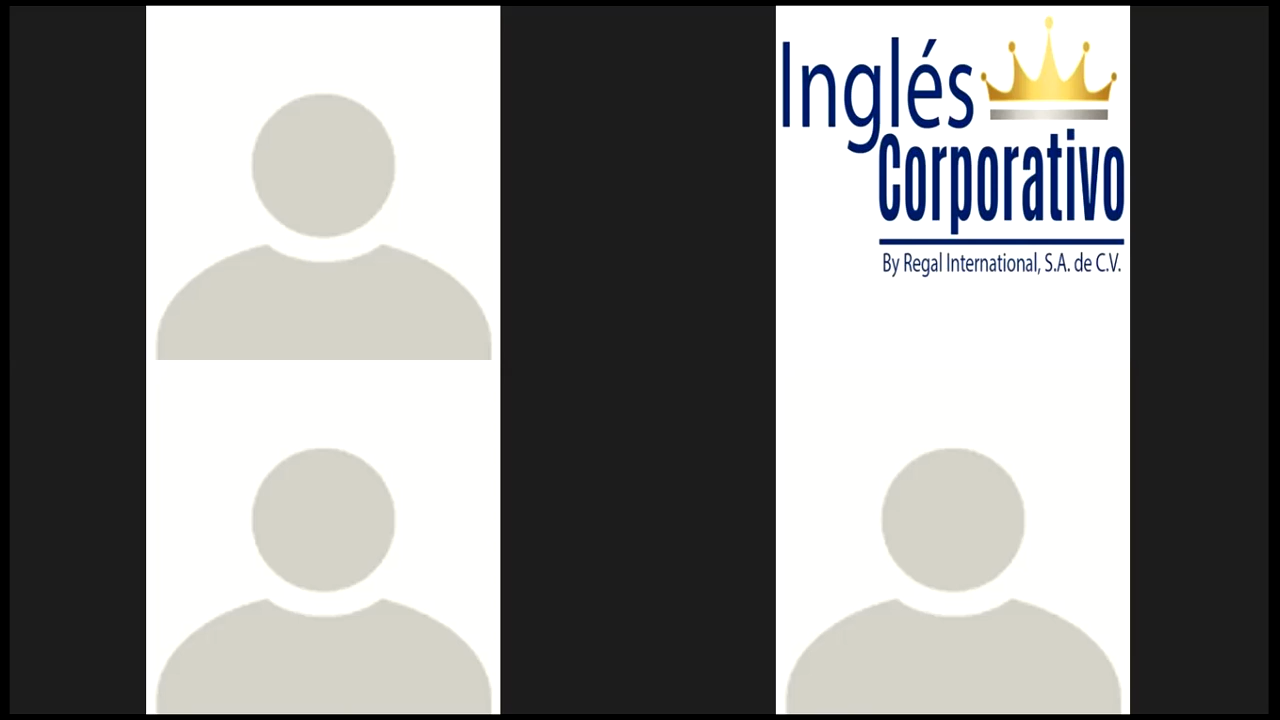 Inglés
Corporativo
By Regal International, S.A. de C.V.